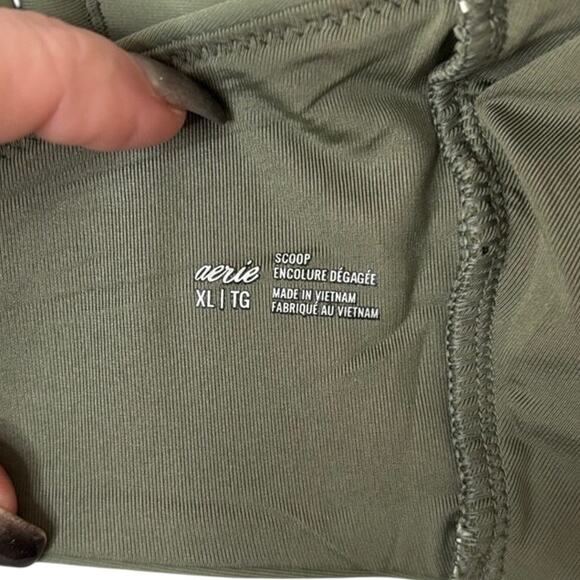 aerie
XL | TG
SCOOP
ENCOLURE DÉGAGÉE
MADE IN VIETNAM
FABRIQUÉ AU VIETNAM